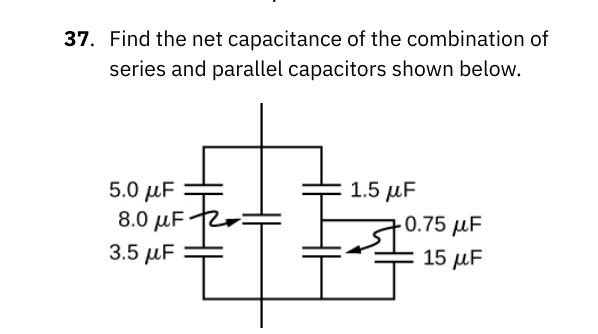 37. Find the net capacitance of the combination of
series and parallel capacitors shown below.
5.0 μF
1.5 μF
8.0 μF
0.75 μF
3.5 μF
15 μF